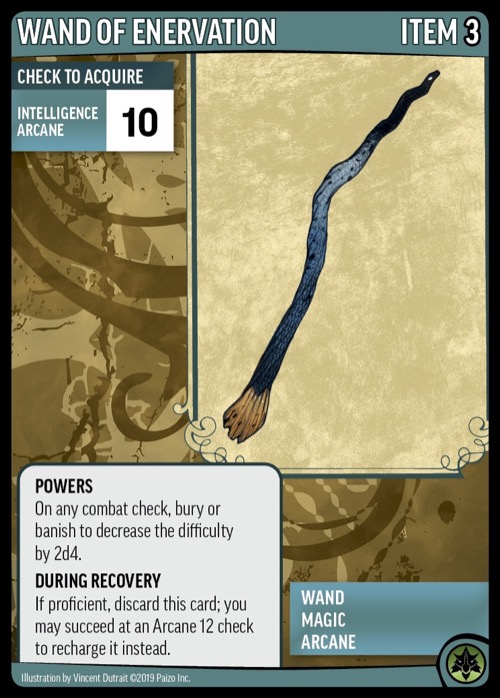 WAND OF ENERVATION
ITEM 3
CHECK TO ACQUIRE
INTELLIGENCE
ARCANE
10
POWERS
On any combat check, bury or
banish to decrease the difficulty
by 2d4.
DURING RECOVERY
If proficient, discard this card; you
may succeed at an Arcane 12 check
to recharge it instead.
WAND
MAGIC
ARCANE
Illustration by Vincent Dutrait ©2019 Paizo Inc.